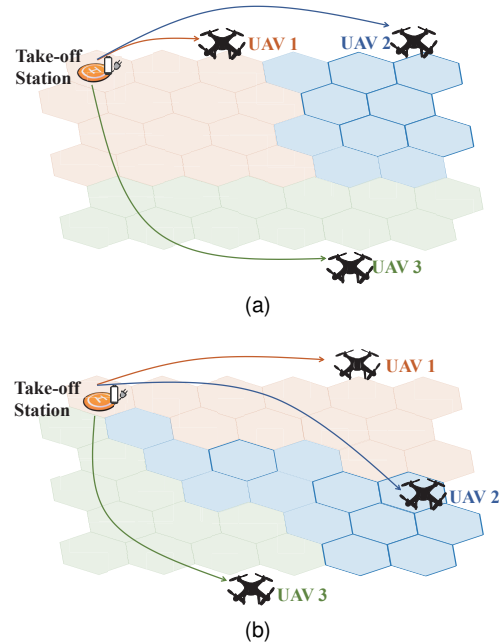 UAV 1
UAV 2
Take-off
Station
H
UAV 3
(a)
UAV 1
Take-off
Station
H
UAV 2
UAV 3
(b)